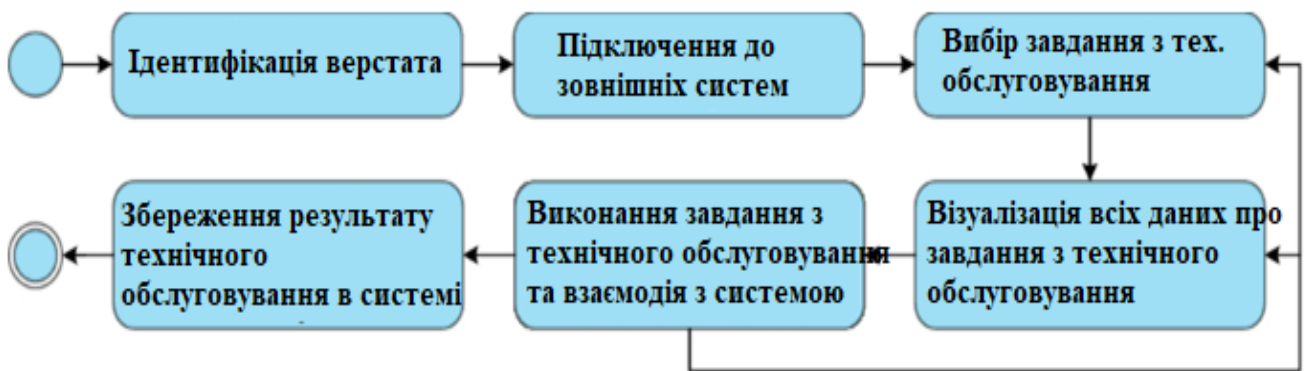 Ідентифікація верстата
Підключення до
зовнішніх систем
Вибір завдання з тех.
обслуговування
Візуалізація всіх даних про
завдання з технічного
обслуговування
Виконання завдання з
технічного обслуговування
та взаємодія з системою
Збереження результату
технічного
обслуговування в системі